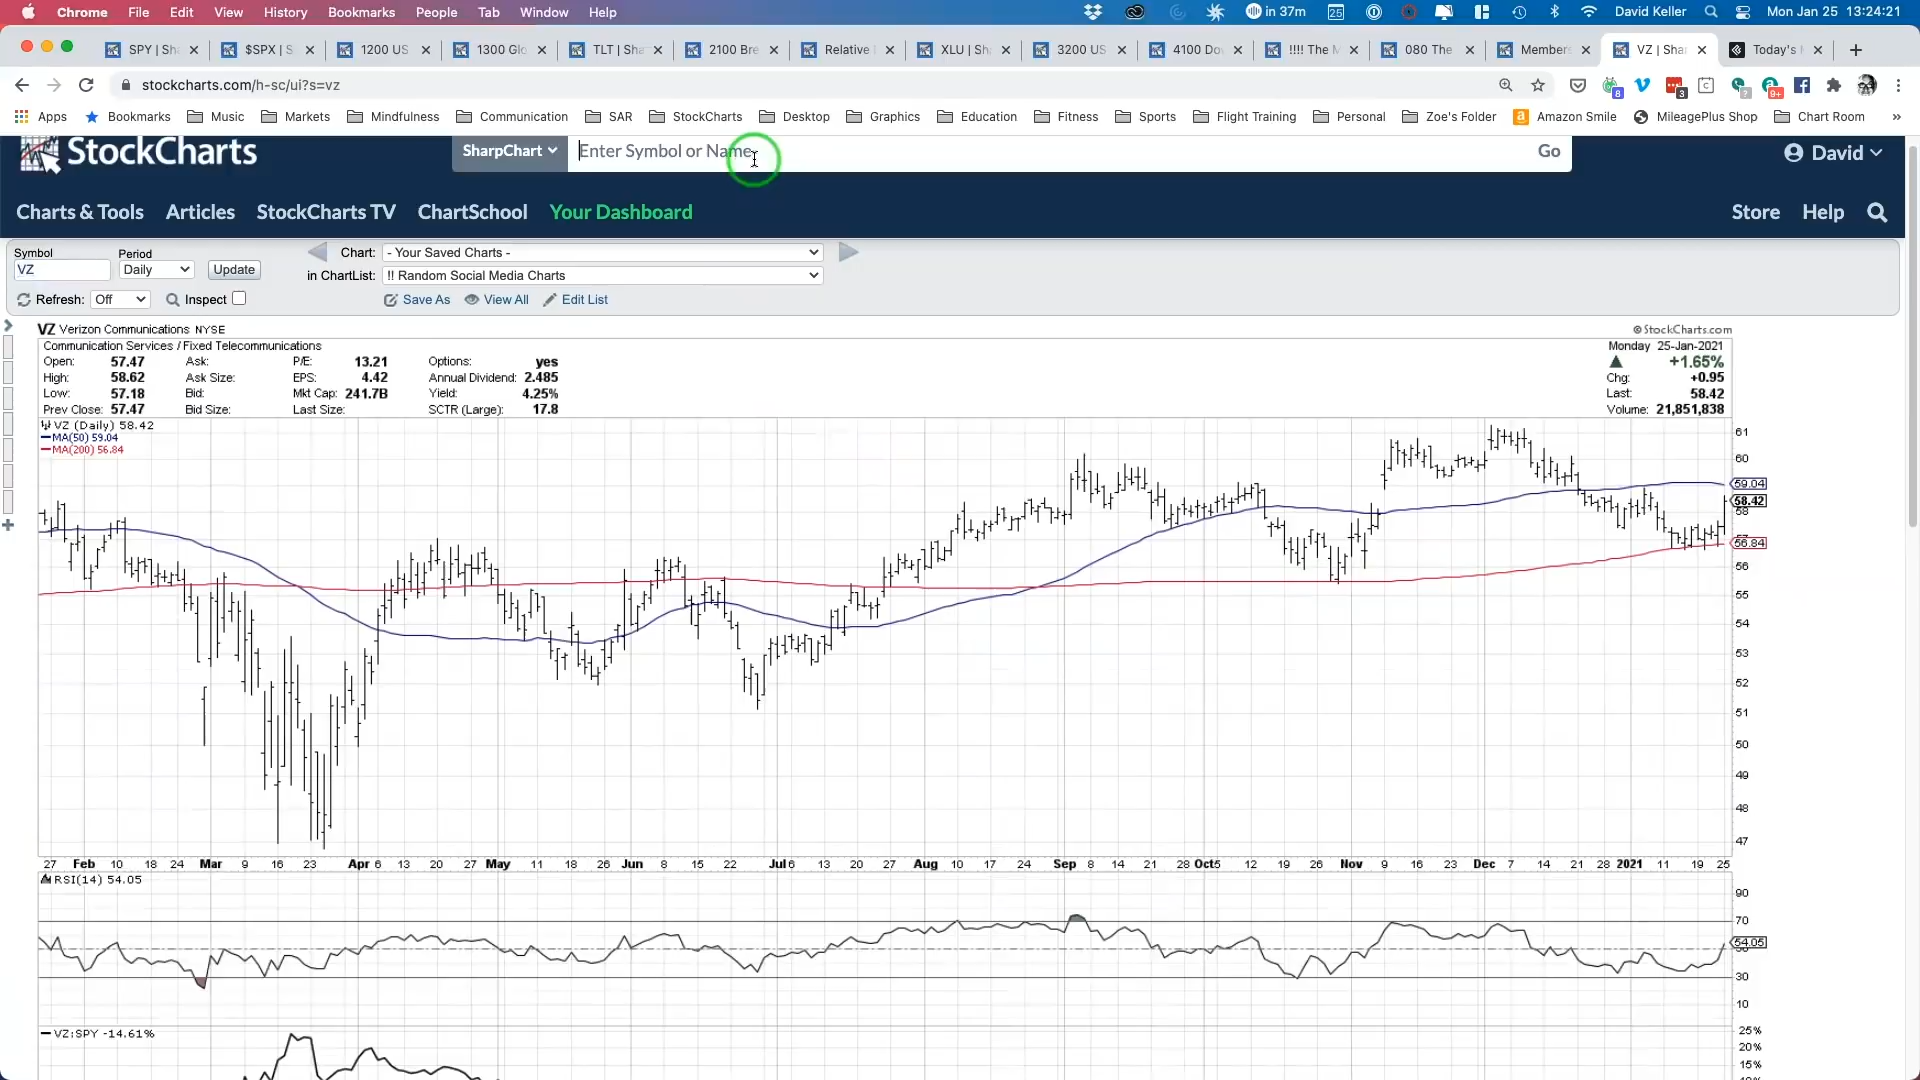 Chrome File Edit View History Bookmarks People Tab Window Help in 37m 25 David Keller Mon Jan 25 13:24:21
SPY | Sha $SPX | S 1200 US 1300 Glo TLT | Sha 2100 Bre Relative XLU | Sh 3200 US 4100 Do !!!! The M 080 The Members VZ | Shar Today's
stockcharts.com/h-sc/ui?s=vz
8 3 ? 9+
Apps Bookmarks Music Markets Mindfulness Communication SAR StockCharts Desktop Graphics Education Fitness Sports Flight Training Personal Zoe's Folder Amazon Smile MileagePlus Shop Chart Room »
StockCharts SharpChart Enter Symbol or Name Go David
Charts & Tools Articles StockCharts TV ChartSchool Your Dashboard Store Help
Symbol Period Chart: - Your Saved Charts -
VZ Daily Update in ChartList: !! Random Social Media Charts
Refresh: Off Inspect Save As View All Edit List
VZ Verizon Communications NYSE ©StockCharts.com
Communication Services / Fixed Telecommunications Monday 25-Jan-2021
Open: 57.47 Ask: P/E: 13.21 Options: yes +1.65%
High: 58.62 Ask Size: EPS: 4.42 Annual Dividend: 2.485 Chg: +0.95
Low: 57.18 Bid: Mkt Cap: 241.7B Yield: 4.25% Last: 58.42
Prev Close: 57.47 Bid Size: Last Size: SCTR (Large): 17.8 Volume: 21,851,838
VZ (Daily) 58.42
MA(50) 59.04
MA(200) 56.84
61
60
59.04
58.42
58
56.84
56
55
54
53
52
51
50
49
48
47
27 Feb 10 18 24 Mar 9 16 23 Apr 6 13 20 27 May 11 18 26 Jun 8 15 22 Jul 6 13 20 27 Aug 10 17 24 Sep 8 14 21 28 Oct 5 12 19 26 Nov 9 16 23 Dec 7 14 21 28 2021 11 19 25
RSI(14) 54.05
90
70
54.05
30
10
VZ:SPY -14.61%
25%
20%
15%